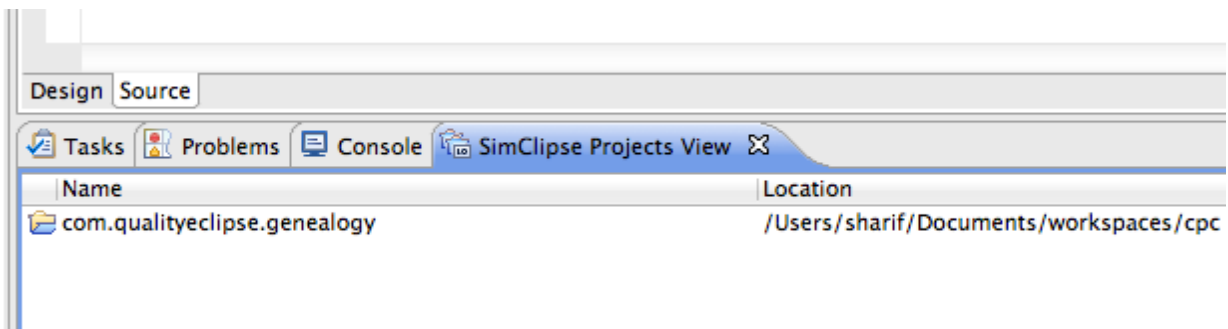 Design Source
Tasks Problems Console SimClipse Projects View
Name Location
com.qualityeclipse.genealogy /Users/sharif/Documents/workspaces/cpc